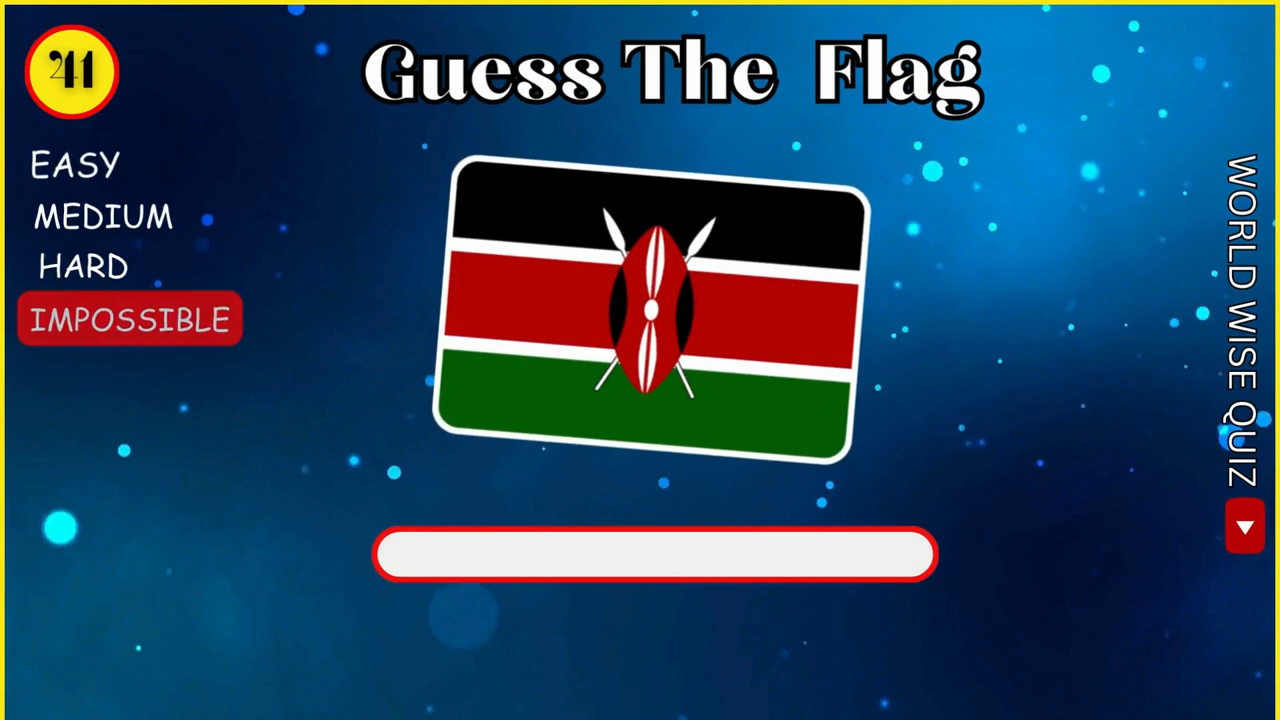 41
Guess The Flag
EASY
MEDIUM
HARD
IMPOSSIBLE
WORLD WISE QUIZ